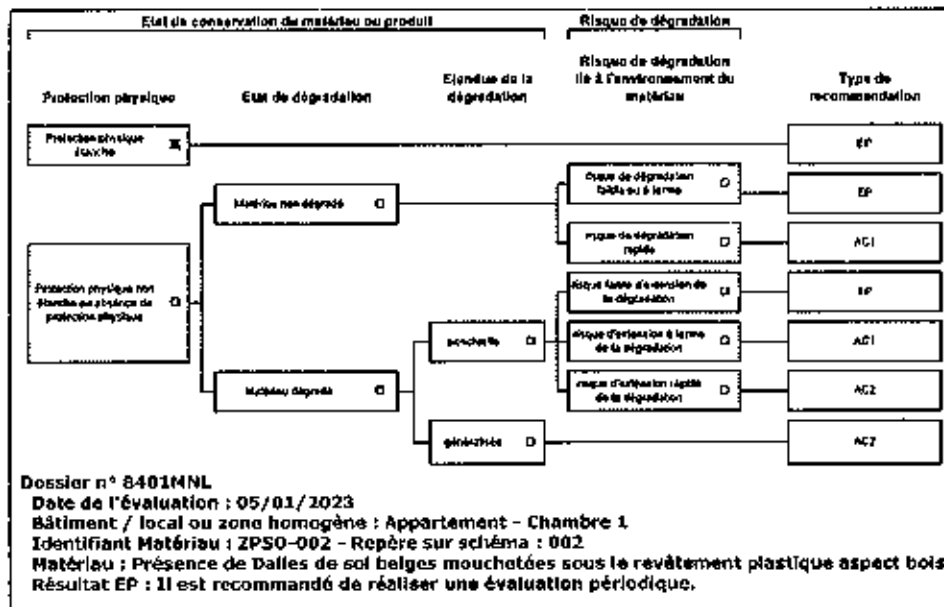 Etat de conservation du matériau ou produit
Risque de dégradation
Protection physique
Etat de dégradation
Etendue de la
dégradation
Risque de dégradation
lié à l'environnement du
matériau
Type de
recommandation
Protection physique
étanche
EP
Matériau non dégradé
Risque de dégradation
faible ou à terme
EP
risque de dégradation
rapide
AC1
Protection physique non
étanche ou absence de
protection physique
risque faible d'extension de
la dégradation
EP
ponctuelle
risque d'extension à terme
de la dégradation
AC1
Matériau dégradé
risque d'extension rapide
de la dégradation
AC2
généralisée
AC2
Dossier n° 8401MNL
Date de l'évaluation : 05/01/2023
Bâtiment / local ou zone homogène : Appartement - Chambre 1
Identifiant Matériau : ZPSO-002 - Repère sur schéma : 002
Matériau : Présence de Dalles de sol beiges mouchetées sous le revêtement plastique aspect bois
Résultat EP : Il est recommandé de réaliser une évaluation périodique.